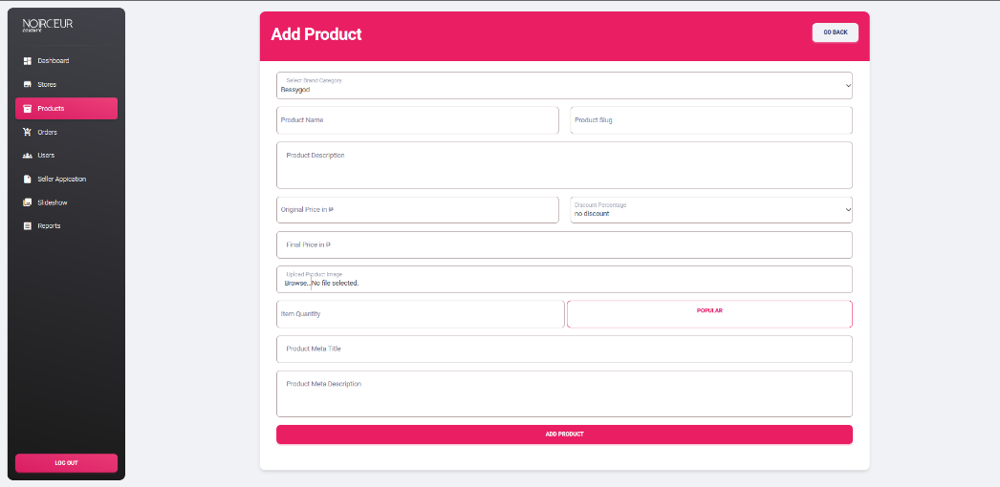 NOIRCEUR
COUTURE
Dashboard
Stores
Products
Orders
Users
Seller Appication
Slideshow
Reports
LOG OUT
Add Product
GO BACK
Select Brand Category
Bessygod
Product Name
Product Slug
Product Description
Original Price in ₱
Discount Percentage
no discount
Final Price in ₱
Upload Product Image
Browse... No file selected.
Item Quantity
POPULAR
Product Meta Title
Product Meta Description
ADD PRODUCT